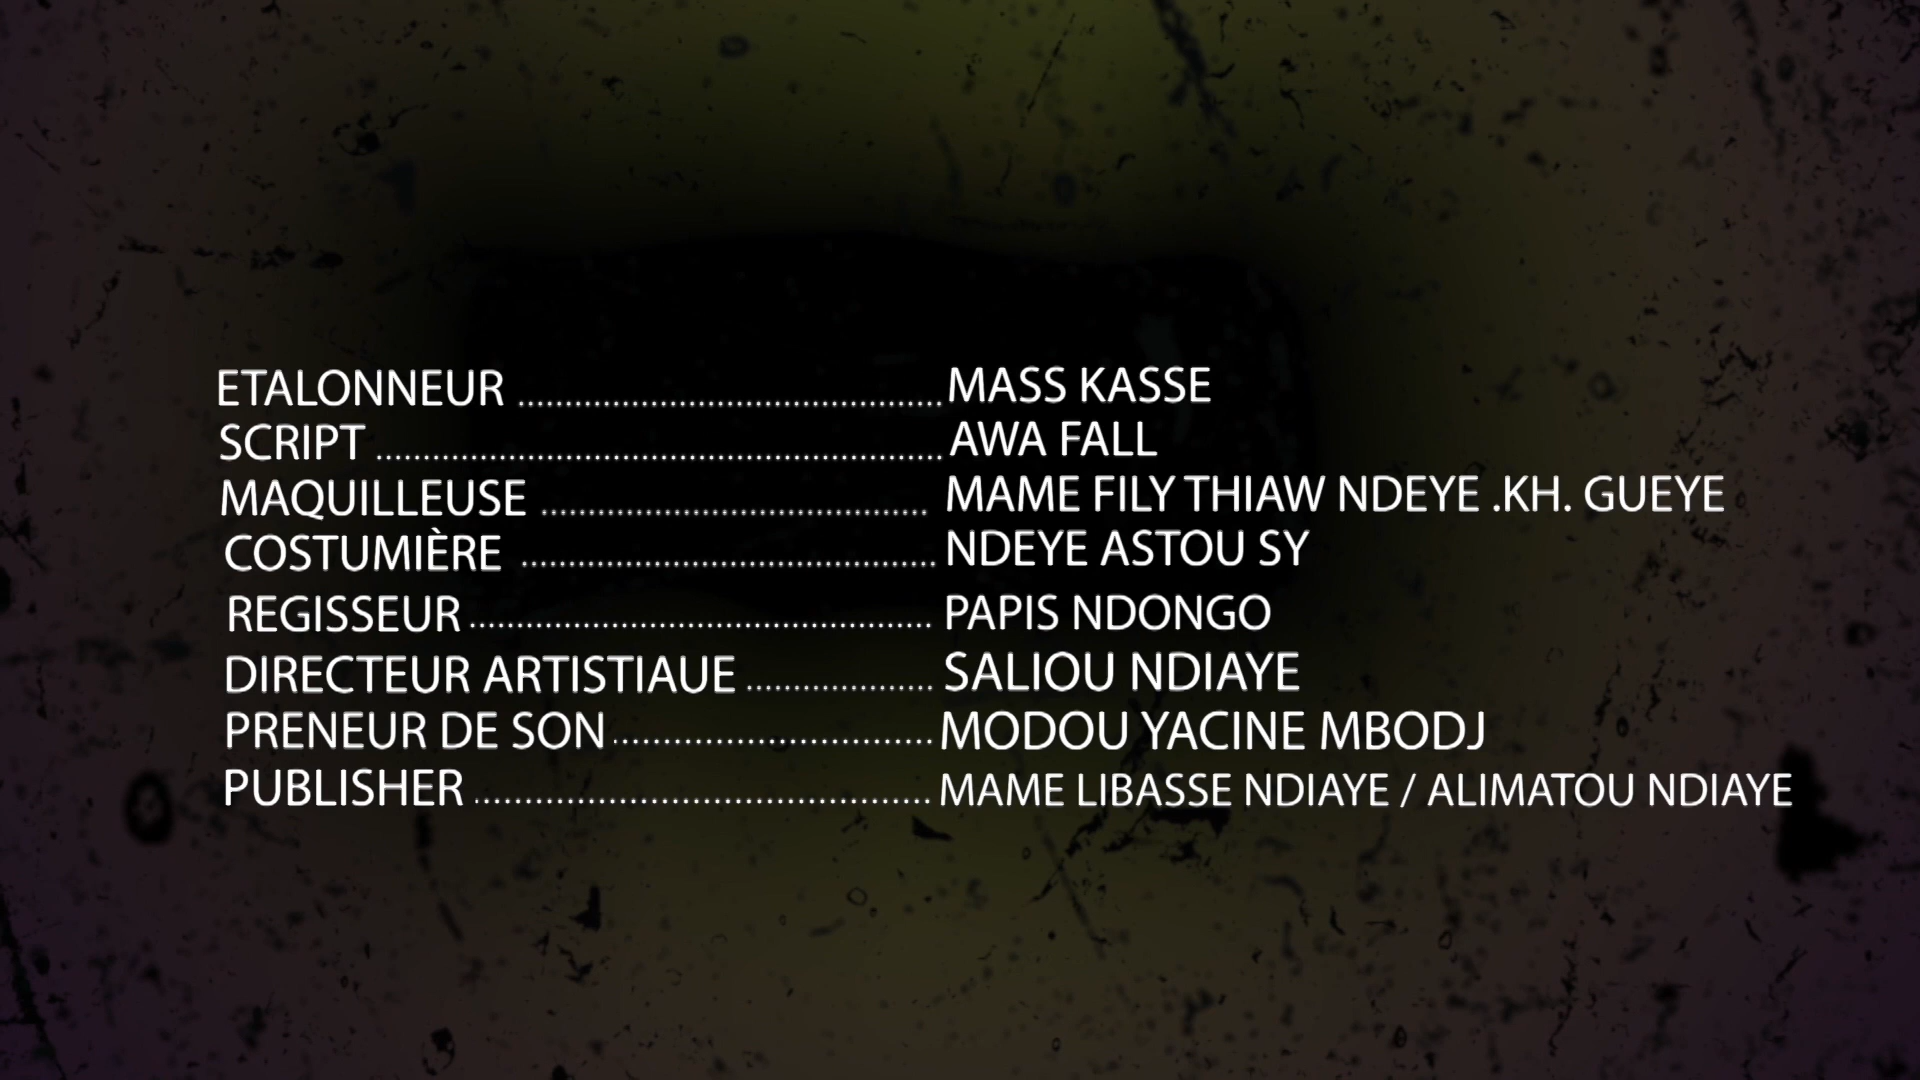 ETALONNEUR ............................................. MASS KASSE
SCRIPT ............................................................ AWA FALL
MAQUILLEUSE ......................................... MAME FILY THIAW NDEYE .KH. GUEYE
COSTUMIÈRE ............................................ NDEYE ASTOU SY
REGISSEUR ................................................. PAPIS NDONGO
DIRECTEUR ARTISTIAUE .................... SALIOU NDIAYE
PRENEUR DE SON .................................. MODOU YACINE MBODJ
PUBLISHER ................................................ MAME LIBASSE NDIAYE / ALIMATOU NDIAYE